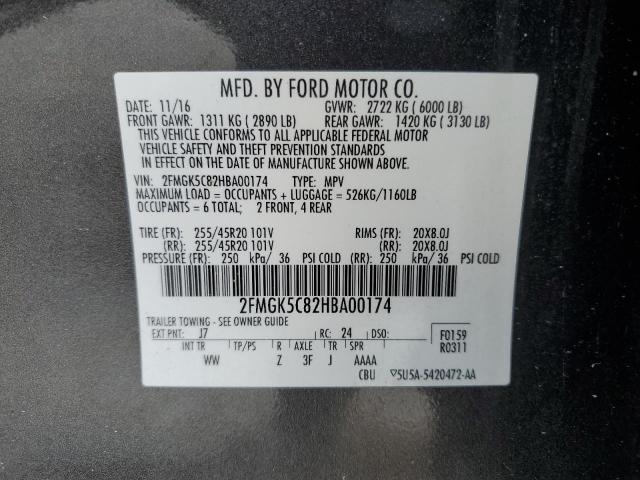 MFD. BY FORD MOTOR CO.
DATE: 11/16 GVWR: 2722 KG (6000 LB)
FRONT GAWR: 1311 KG (2890 LB) REAR GAWR: 1420 KG (3130 LB)
THIS VEHICLE CONFORMS TO ALL APPLICABLE FEDERAL MOTOR
VEHICLE SAFETY AND THEFT PREVENTION STANDARDS
IN EFFECT ON THE DATE OF MANUFACTURE SHOWN ABOVE.
VIN: 2FMGK5C82HBA00174 TYPE: MPV
MAXIMUM LOAD = OCCUPANTS + LUGGAGE = 526KG/1160LB
OCCUPANTS = 6 TOTAL; 2 FRONT, 4 REAR
TIRE (FR): 255/45R20 101V RIMS (FR): 20X8.0J
(RR): 255/45R20 101V (RR): 20X8.0J
PRESSURE (FR): 250 kPa/ 36 PSI COLD (RR): 250 kPa/ 36 PSI COLD
2FMGK5C82HBA00174
TRAILER TOWING - SEE OWNER GUIDE
EXT PNT: J7 RC: 24 DSO: F0159
INT TR TP/PS R AXLE TR SPR R0311
WW Z 3F J AAAA
CBU ▽5U5A-5420472-AA